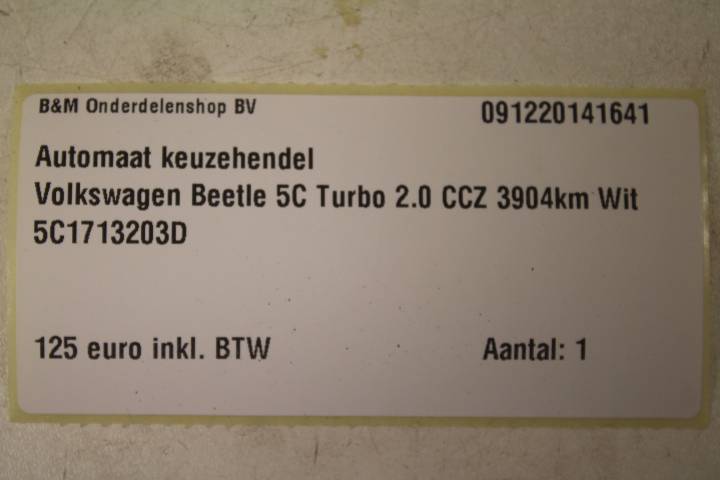 B&M Onderdelenshop BV
091220141641
Automaat keuzehendel
Volkswagen Beetle 5C Turbo 2.0 CCZ 3904km Wit
5C1713203D
125 euro inkl. BTW
Aantal: 1